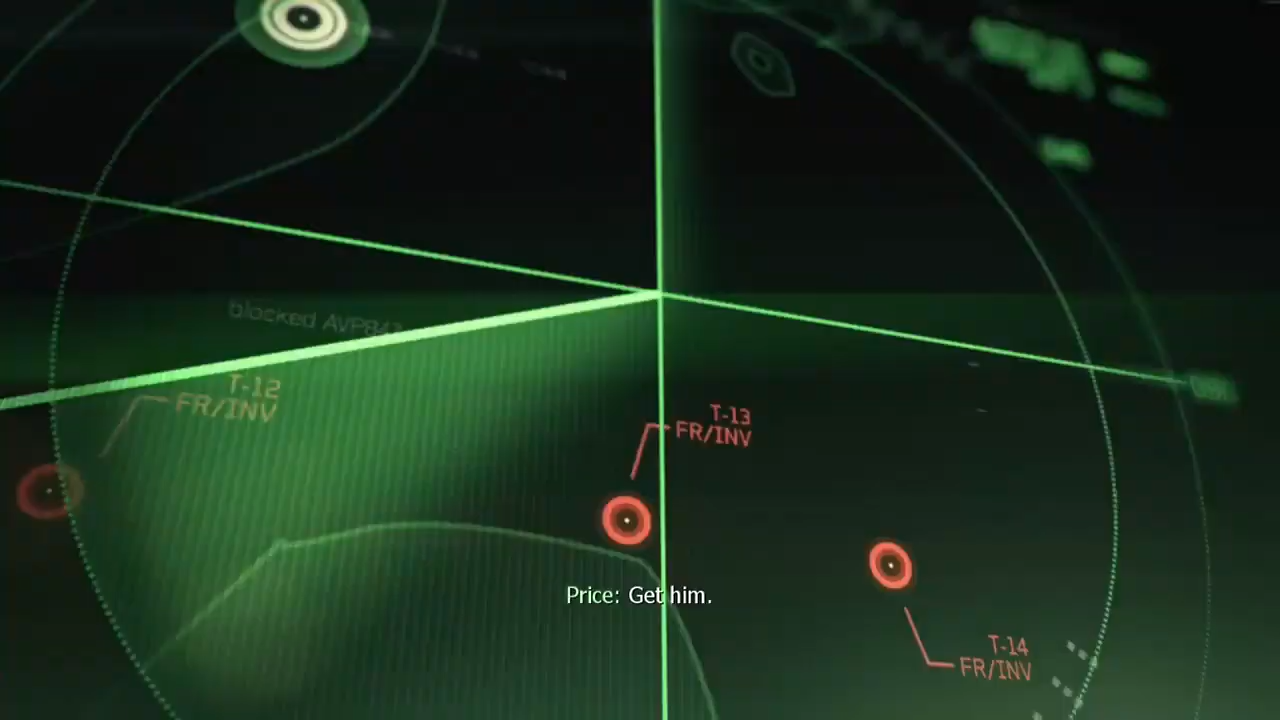 blocked AVP84
T-12
FR/INV
T-13
FR/INV
Price: Get him.
T-14
FR/INV